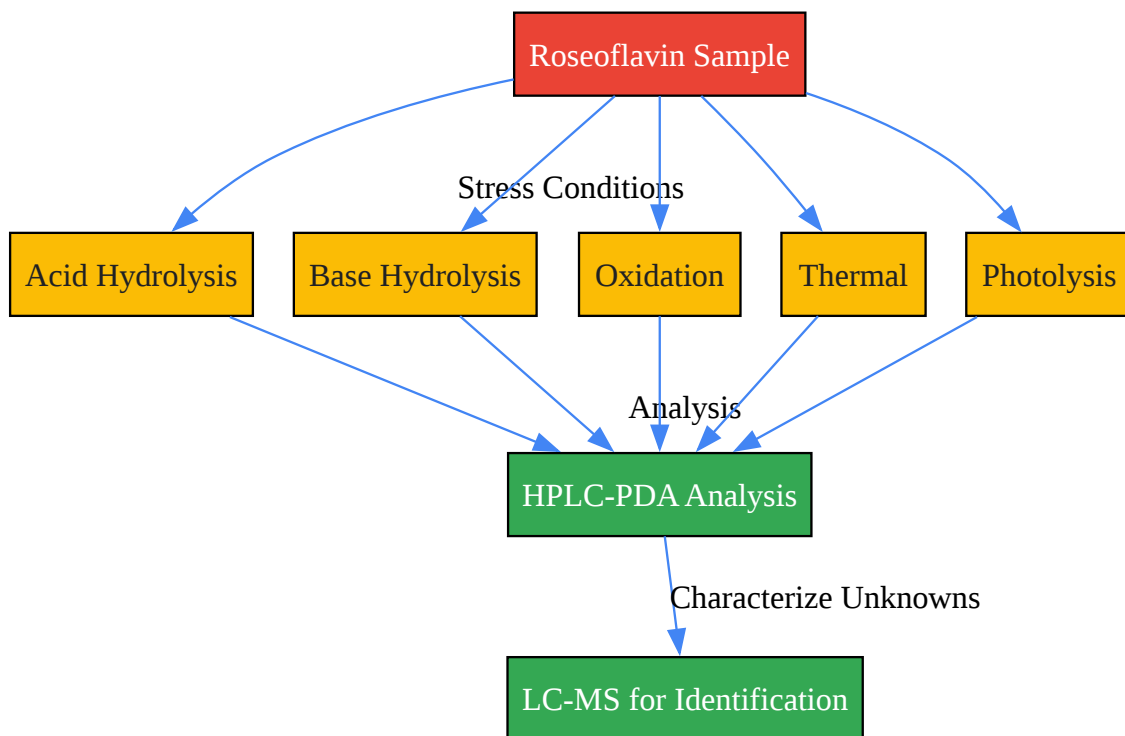 Roseoflavin Sample
Stress Conditions
Acid Hydrolysis
Base Hydrolysis
Oxidation
Thermal
Photolysis
Analysis
HPLC-PDA Analysis
Characterize Unknowns
LC-MS for Identification